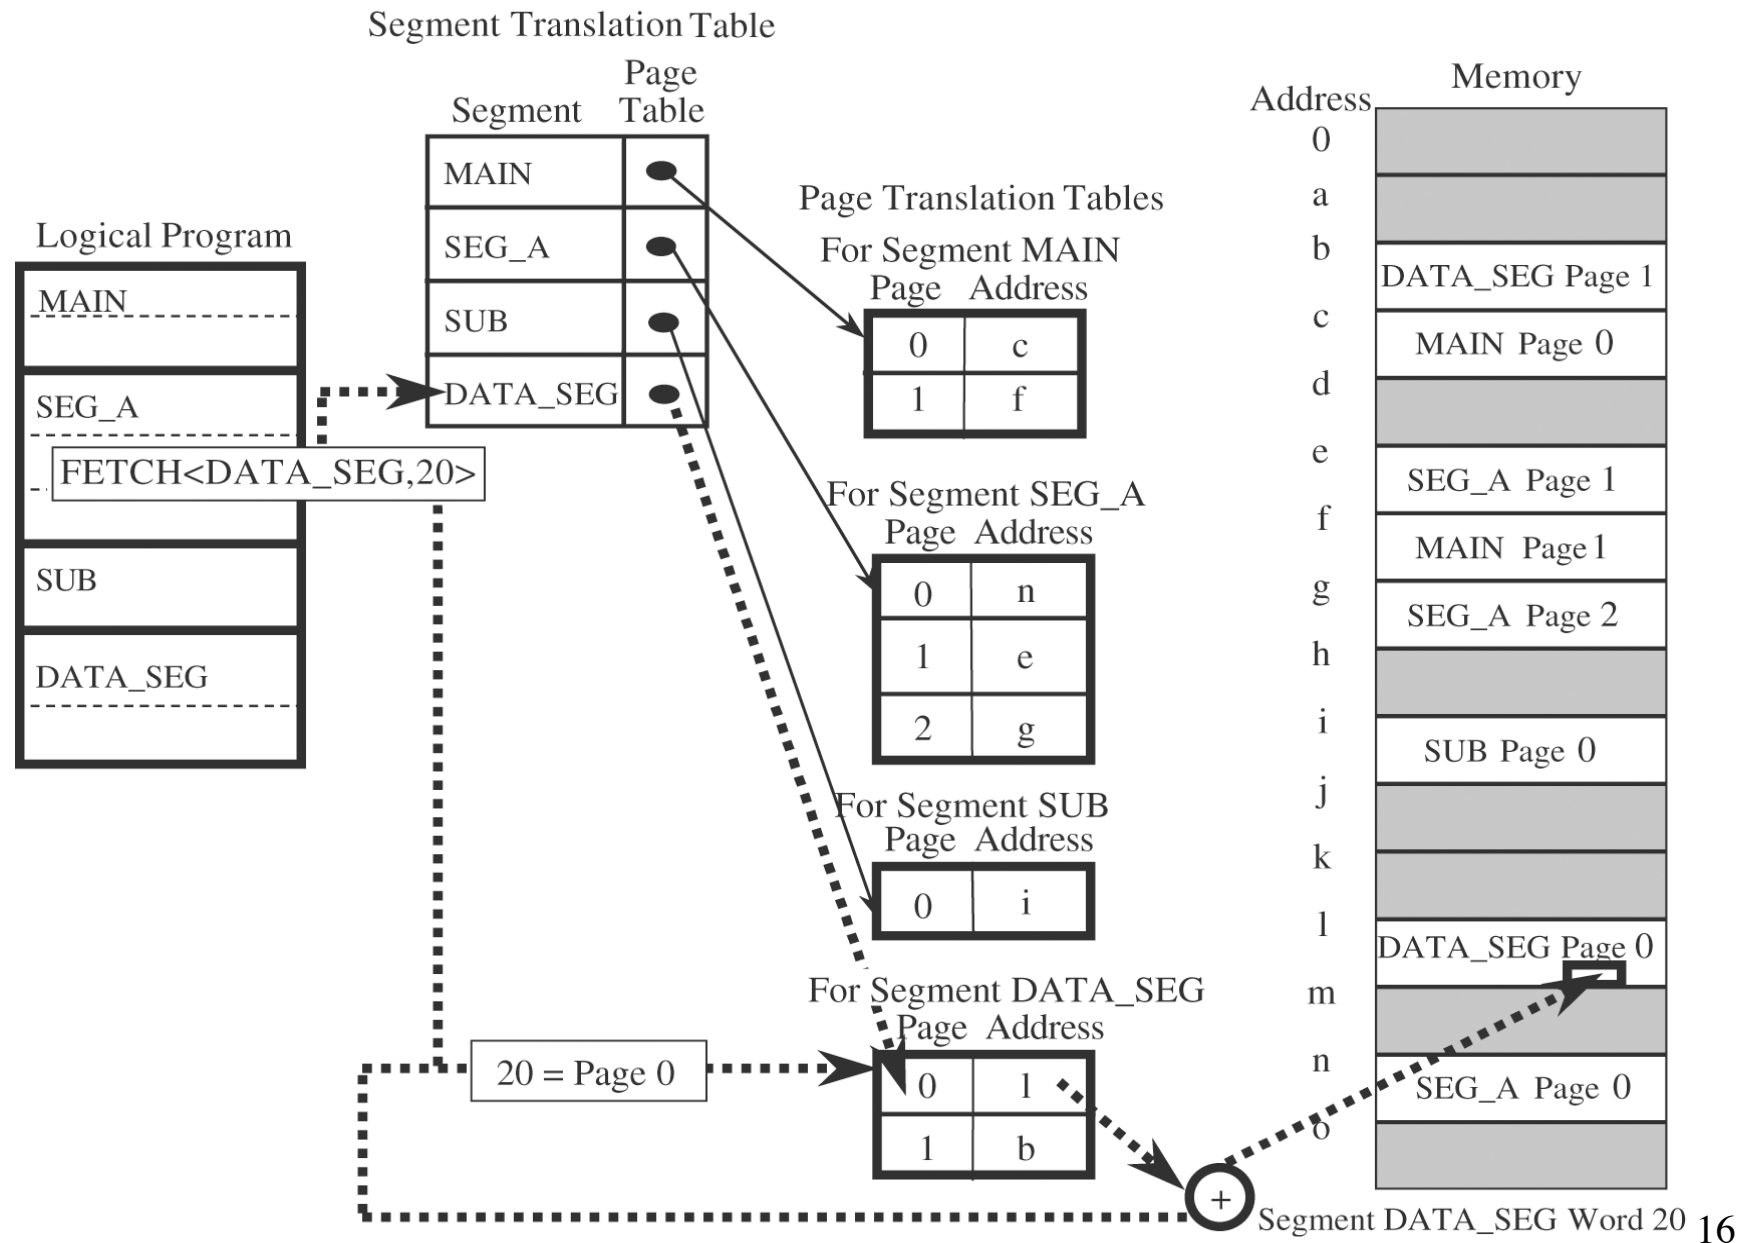 Segment Translation Table
Segment
Page
Table
MAIN
SEG_A
SUB
DATA_SEG
Logical Program
MAIN
SEG_A
FETCH<DATA_SEG,20>
SUB
DATA_SEG
20 = Page 0
Page Translation Tables
For Segment MAIN
Page Address
0 c
1 f
For Segment SEG_A
Page Address
0 n
1 e
2 g
For Segment SUB
Page Address
0 i
For Segment DATA_SEG
Page Address
0 l
1 b
+
Segment DATA_SEG Word 20
Memory
Address
0
a
b
DATA_SEG Page 1
c
MAIN Page 0
d
e
SEG_A Page 1
f
MAIN Page 1
g
SEG_A Page 2
h
i
SUB Page 0
j
k
l
DATA_SEG Page 0
m
n
SEG_A Page 0
o
16